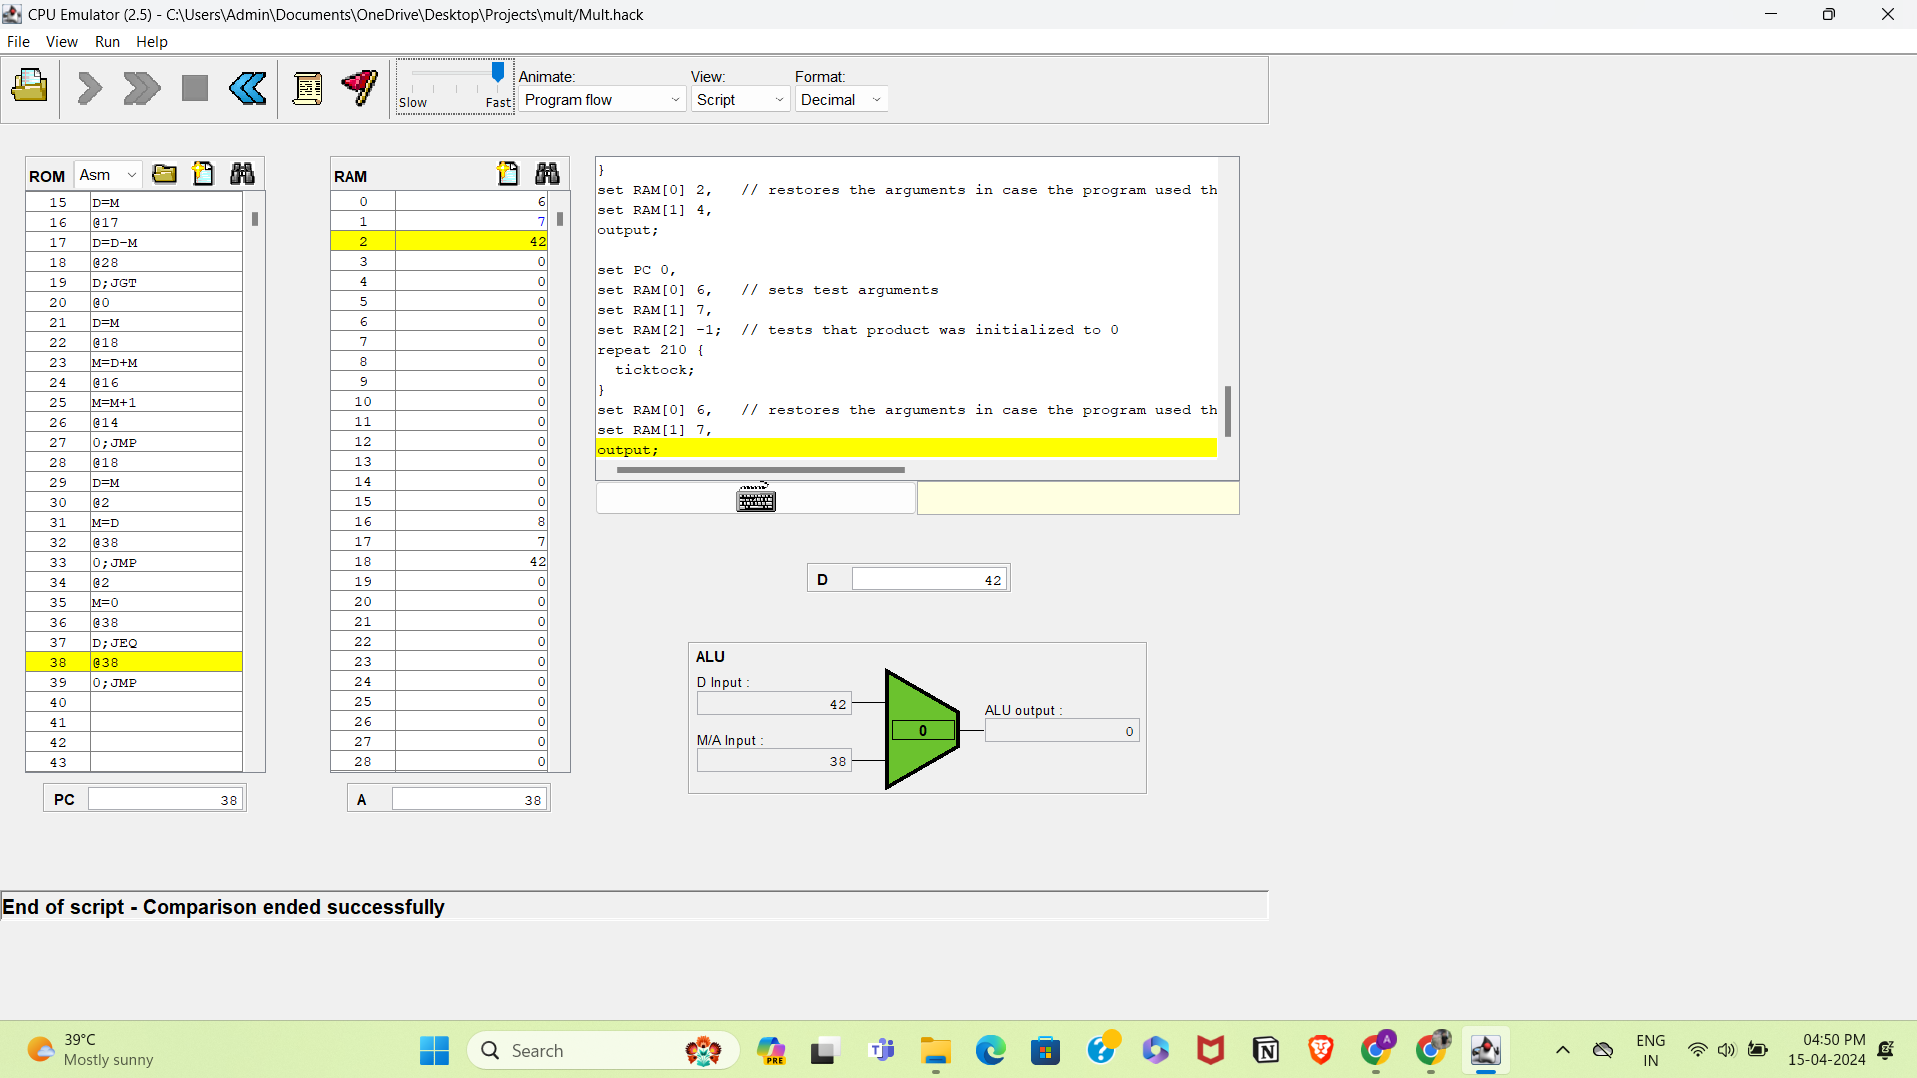 CPU Emulator (2.5) - C:\Users\Admin\Documents\OneDrive\Desktop\Projects\mult/Mult.hack
File View Run Help
Slow Fast
Animate:
Program flow
View:
Script
Format:
Decimal
ROM Asm
15 D=M
16 @17
17 D=D-M
18 @28
19 D;JGT
20 @0
21 D=M
22 @18
23 M=D+M
24 @16
25 M=M+1
26 @14
27 0;JMP
28 @18
29 D=M
30 @2
31 M=D
32 @38
33 0;JMP
34 @2
35 M=0
36 @38
37 D;JEQ
38 @38
39 0;JMP
40
41
42
43
PC 38
RAM
0 6
1 7
2 42
3 0
4 0
5 0
6 0
7 0
8 0
9 0
10 0
11 0
12 0
13 0
14 0
15 0
16 8
17 7
18 42
19 0
20 0
21 0
22 0
23 0
24 0
25 0
26 0
27 0
28 0
A 38
}
set RAM[0] 2, // restores the arguments in case the program used th
set RAM[1] 4,
output;
set PC 0,
set RAM[0] 6, // sets test arguments
set RAM[1] 7,
set RAM[2] -1; // tests that product was initialized to 0
repeat 210 {
ticktock;
}
set RAM[0] 6, // restores the arguments in case the program used th
set RAM[1] 7,
output;
D 42
ALU
D Input :
42
M/A Input :
38
0
ALU output :
0
End of script - Comparison ended successfully
39°C
Mostly sunny
Search
PRE
A
ENG
IN
04:50 PM
15-04-2024